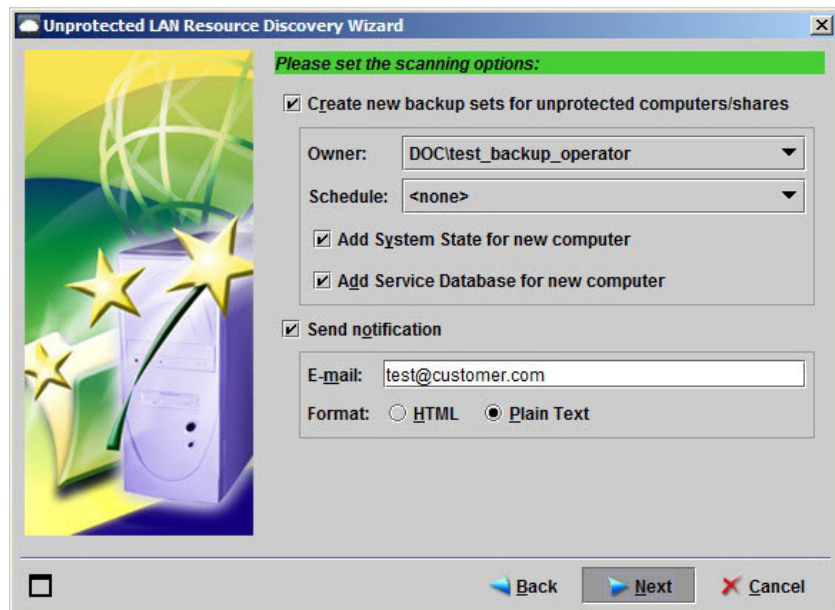 Unprotected LAN Resource Discovery Wizard
Please set the scanning options:
Create new backup sets for unprotected computers/shares
Owner: DOC\test_backup_operator
Schedule: <none>
Add System State for new computer
Add Service Database for new computer
Send notification
E-mail: test@customer.com
Format: HTML Plain Text
Back Next Cancel